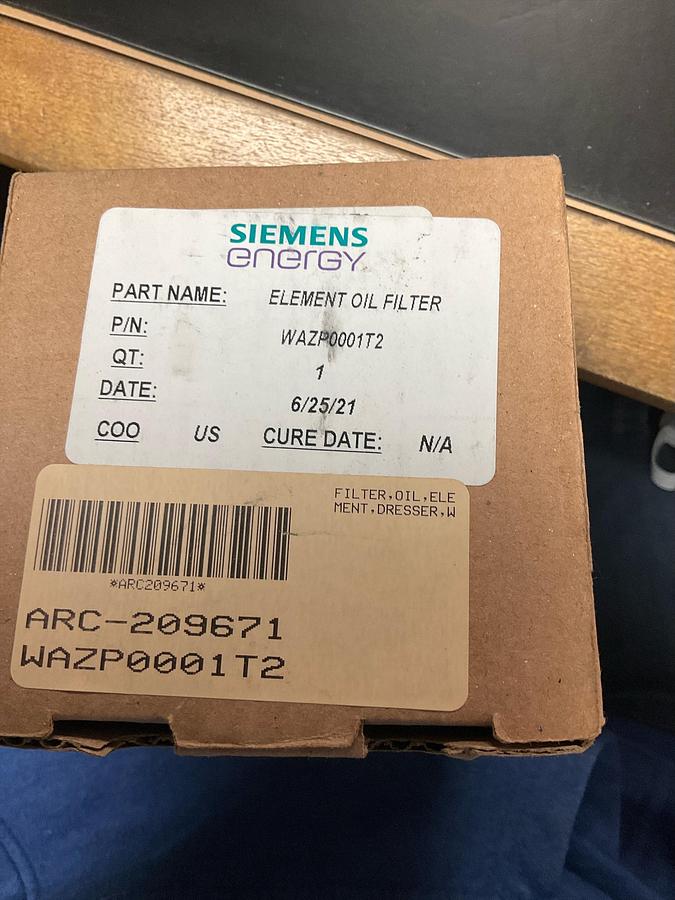 SIEMENS
energy
PART NAME: ELEMENT OIL FILTER
P/N: WAZP0001T2
QT: 1
DATE: 6/25/21
COO US CURE DATE: N/A
FILTER,OIL,ELE
MENT,DRESSER,W
*ARC209671*
ARC-209671
WAZP0001T2